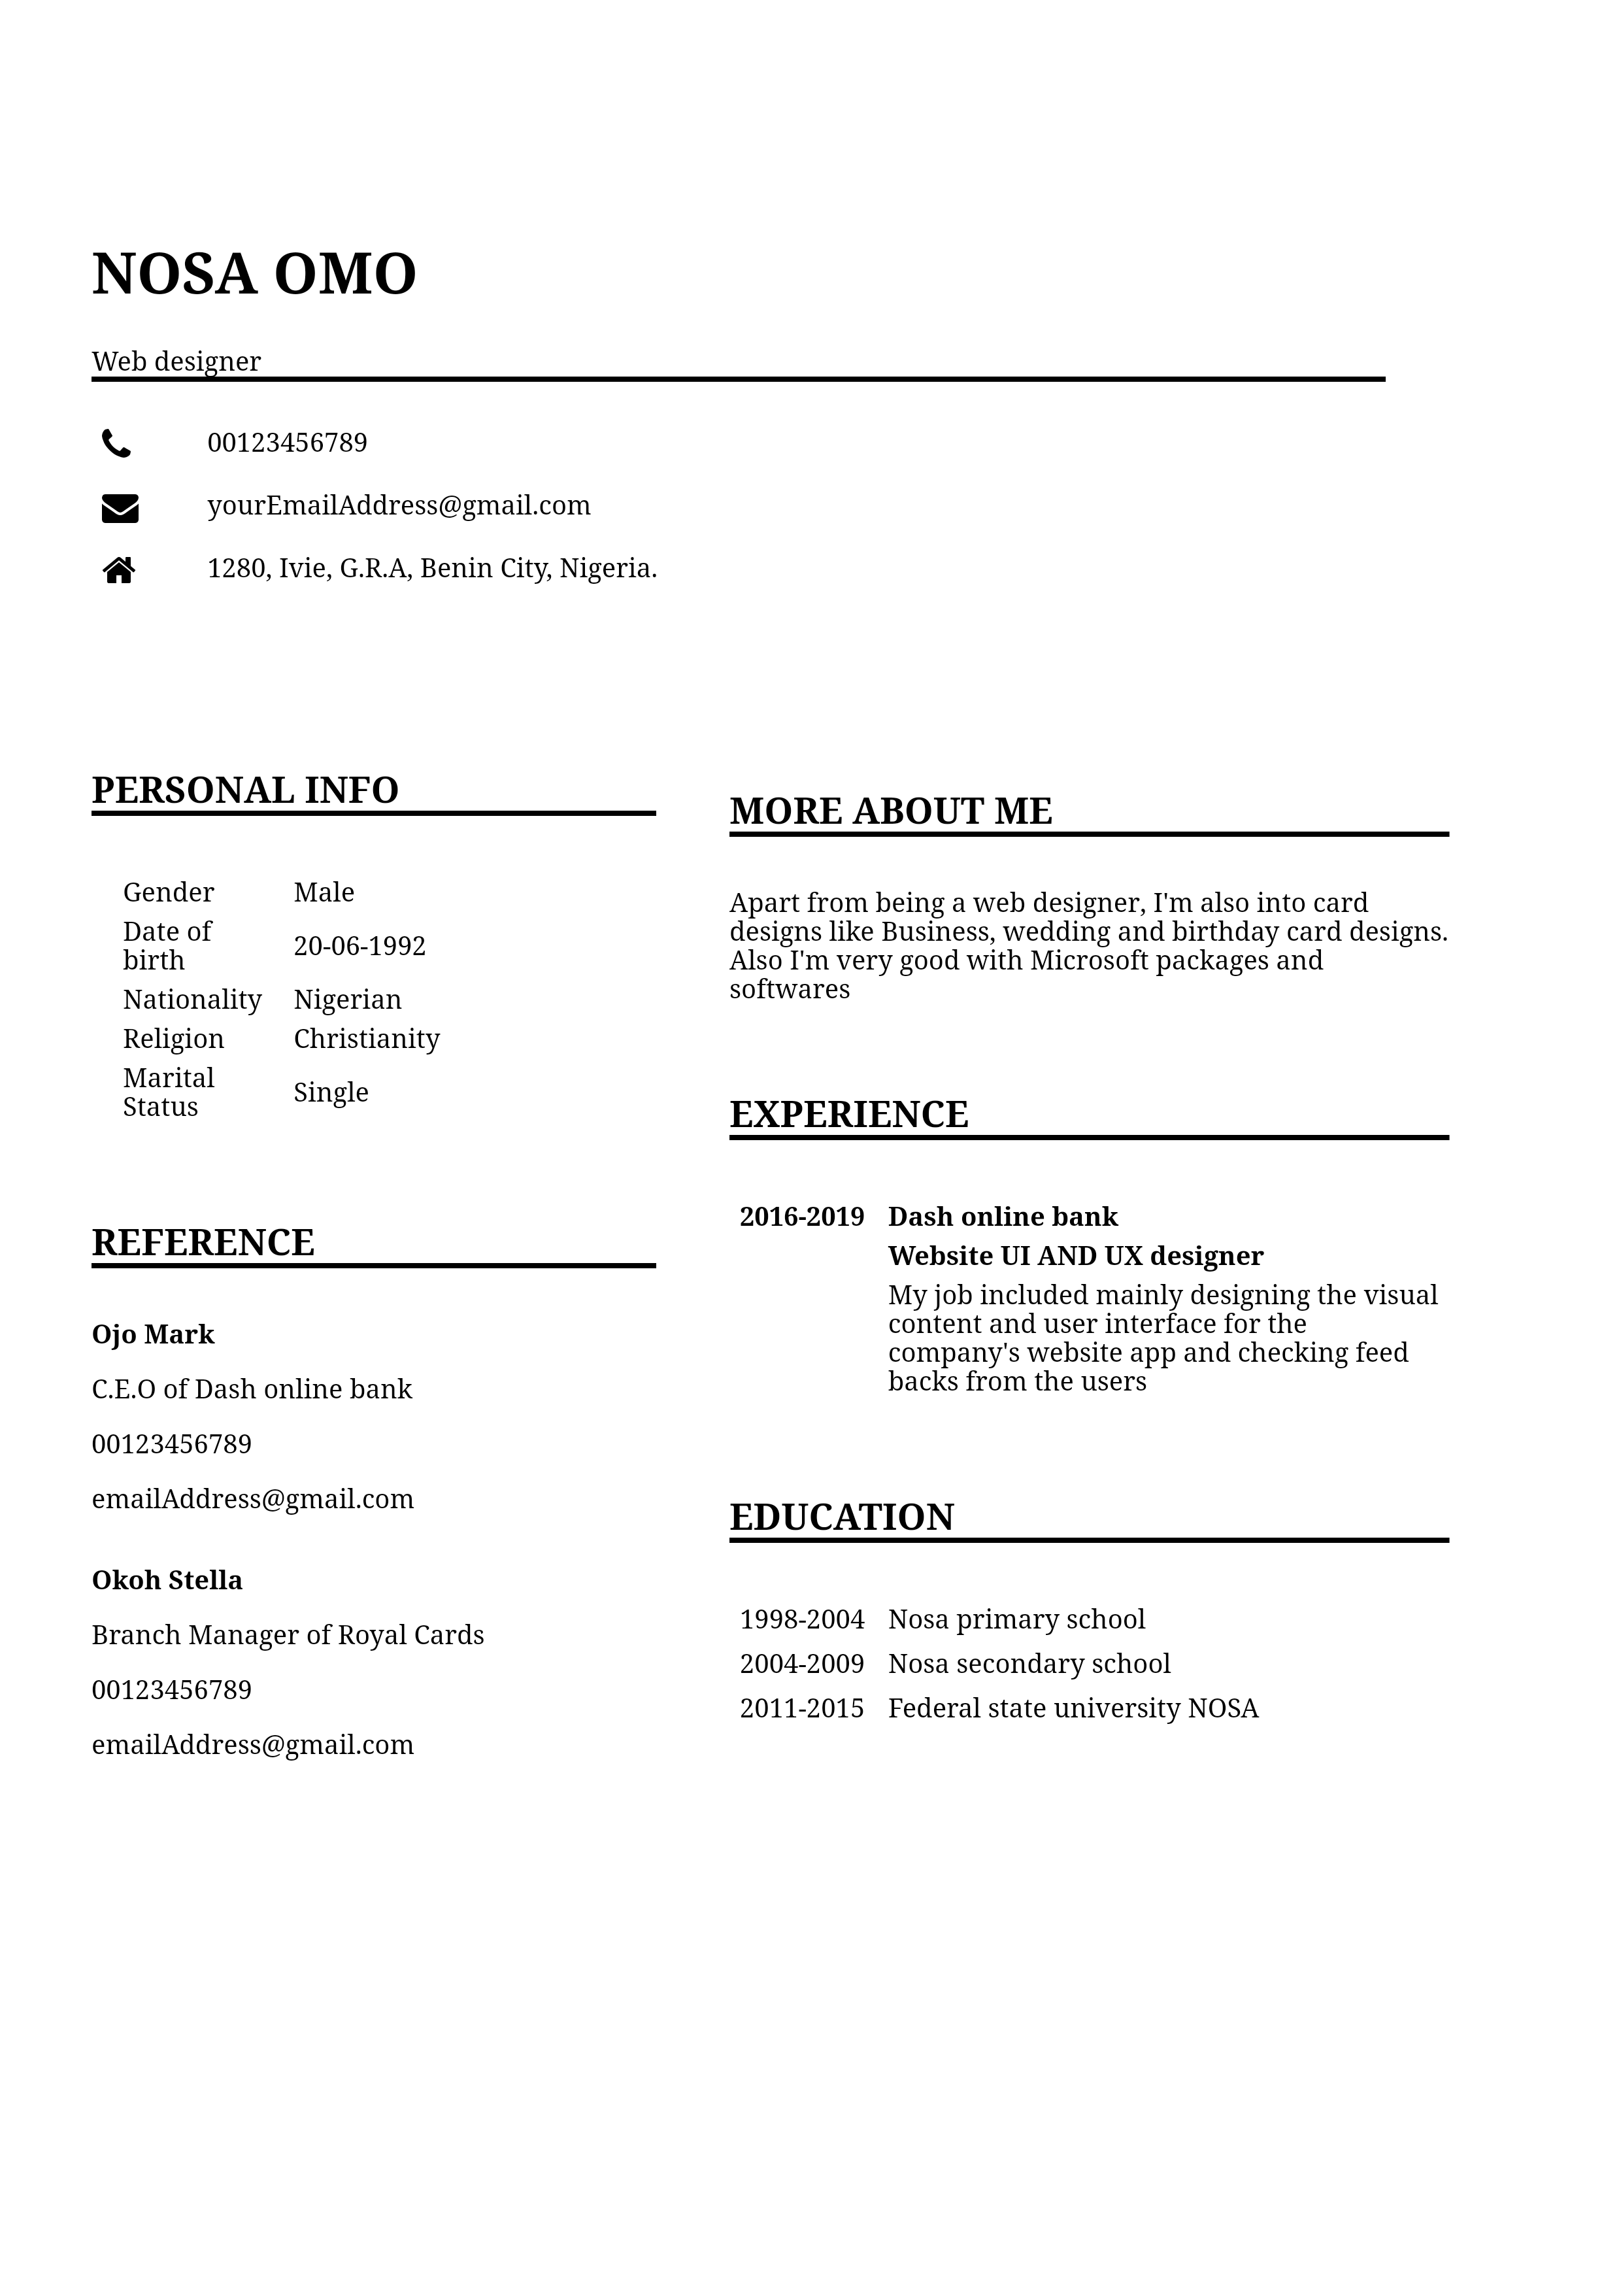 NOSA OMO
Web designer
00123456789
yourEmailAddress@gmail.com
1280, Ivie, G.R.A, Benin City, Nigeria.
PERSONAL INFO
Gender Male
Date of
birth 20-06-1992
Nationality Nigerian
Religion Christianity
Marital
Status Single
REFERENCE
Ojo Mark
C.E.O of Dash online bank
00123456789
emailAddress@gmail.com
Okoh Stella
Branch Manager of Royal Cards
00123456789
emailAddress@gmail.com
MORE ABOUT ME
Apart from being a web designer, I'm also into card
designs like Business, wedding and birthday card designs.
Also I'm very good with Microsoft packages and
softwares
EXPERIENCE
2016-2019 Dash online bank
Website UI AND UX designer
My job included mainly designing the visual
content and user interface for the
company's website app and checking feed
backs from the users
EDUCATION
1998-2004 Nosa primary school
2004-2009 Nosa secondary school
2011-2015 Federal state university NOSA